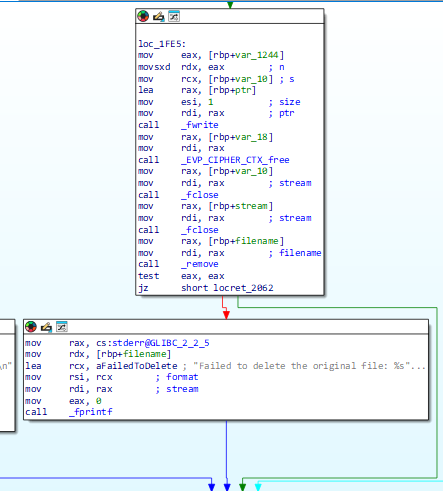 loc_1FE5:
mov eax, [rbp+var_1244]
movsxd rdx, eax ; n
mov rcx, [rbp+var_10] ; s
lea rax, [rbp+ptr]
mov esi, 1 ; size
mov rdi, rax ; ptr
call _fwrite
mov rax, [rbp+var_18]
mov rdi, rax
call _EVP_CIPHER_CTX_free
mov rax, [rbp+var_10]
mov rdi, rax ; stream
call _fclose
mov rax, [rbp+stream]
mov rdi, rax ; stream
call _fclose
mov rax, [rbp+filename]
mov rdi, rax ; filename
call _remove
test eax, eax
jz short locret_2062
mov rax, cs:stderr@GLIBC_2_2_5
mov rdx, [rbp+filename]
lea rcx, aFailedToDelete ; "Failed to delete the original file: %s"...
mov rsi, rcx ; format
mov rdi, rax ; stream
mov eax, 0
call _fprintf
\n"